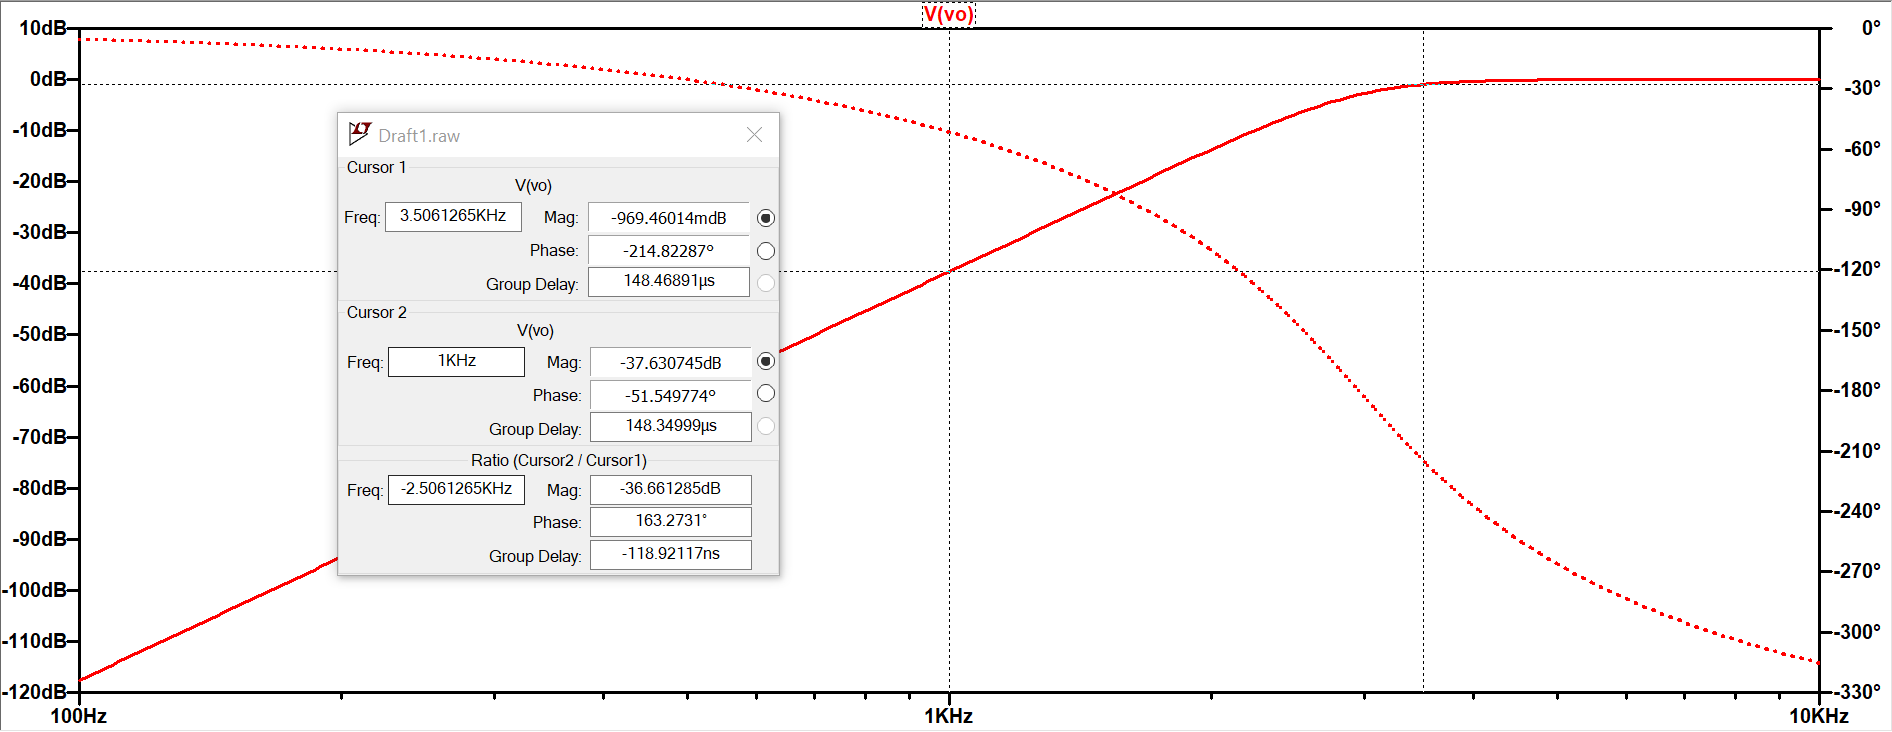 V(vo)
10dB
0dB
-10dB
-20dB
-30dB
-40dB
-50dB
-60dB
-70dB
-80dB
-90dB
-100dB
-110dB
-120dB
0°
-30°
-60°
-90°
-120°
-150°
-180°
-210°
-240°
-270°
-300°
-330°
100Hz
1KHz
10KHz
Draft1.raw
Cursor 1
V(vo)
Freq: 3.5061265KHz Mag: -969.46014mdB
Phase: -214.82287°
Group Delay: 148.46891µs
Cursor 2
V(vo)
Freq: 1KHz Mag: -37.630745dB
Phase: -51.549774°
Group Delay: 148.34999µs
Ratio (Cursor2 / Cursor1)
Freq: -2.5061265KHz Mag: -36.661285dB
Phase: 163.2731°
Group Delay: -118.92117ns